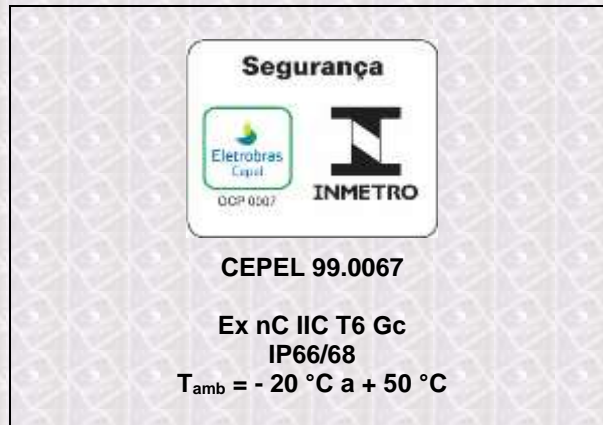 Segurança
Eletrobras
Cepel
OCP 0007
INMETRO
CEPEL 99.0067
Ex nC IIC T6 Gc
IP66/68
Tamb = - 20 °C a + 50 °C